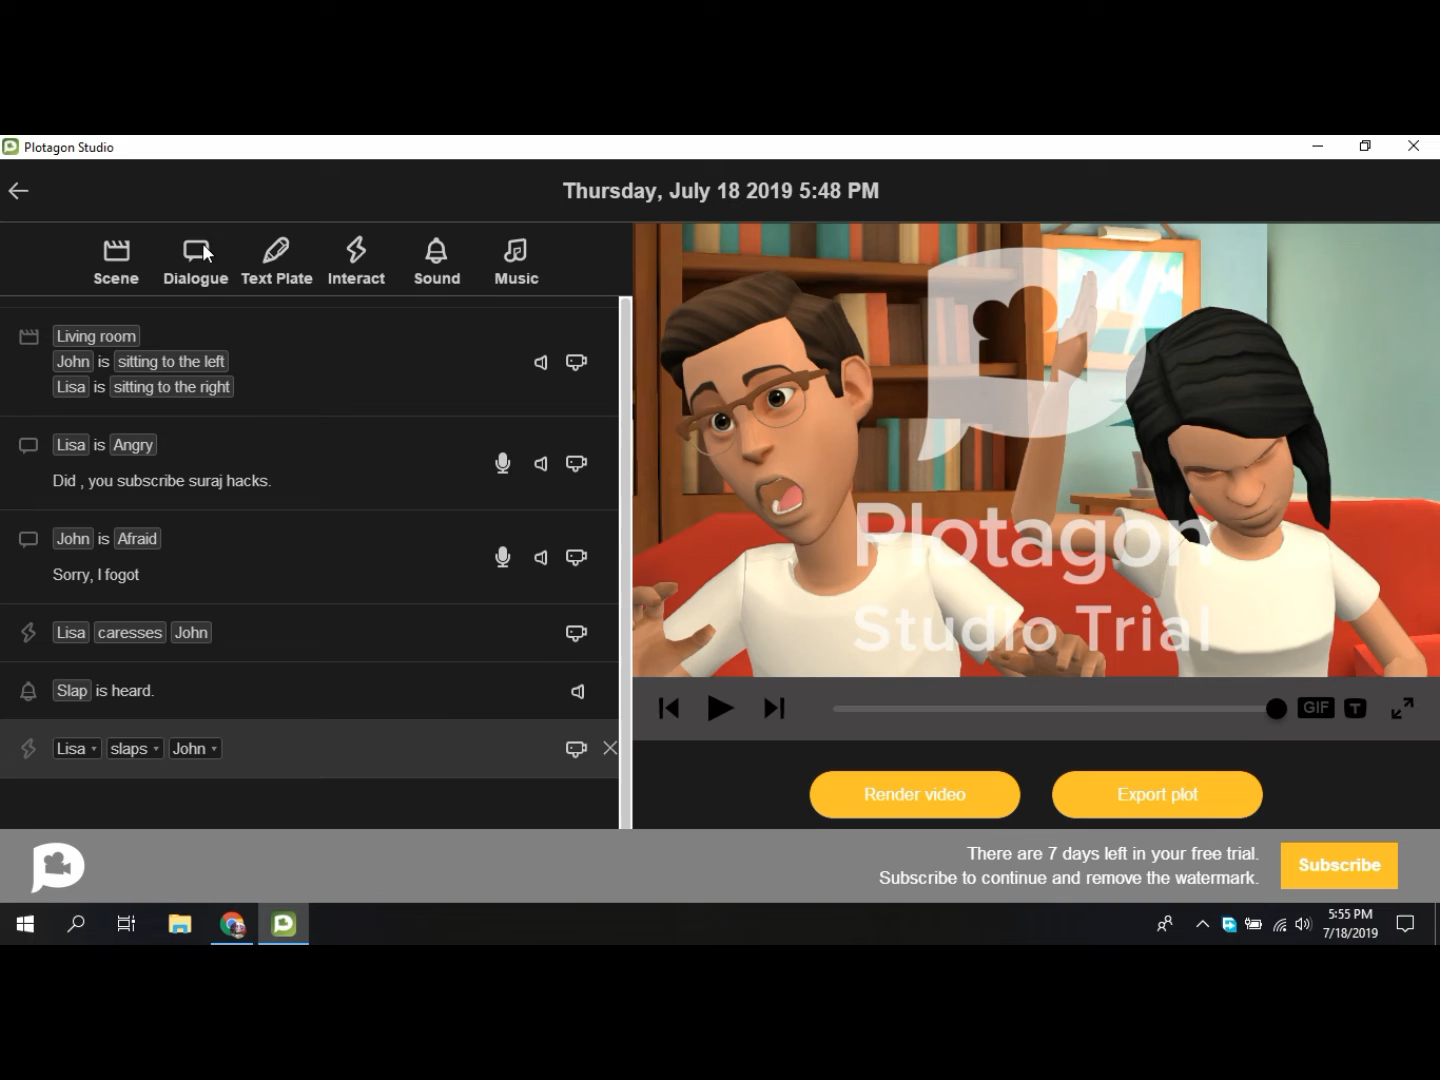 Plotagon Studio
Thursday, July 18 2019 5:48 PM
Scene
Dialogue
Text Plate
Interact
Sound
Music
Living room
John is sitting to the left
Lisa is sitting to the right
Lisa is Angry
Did , you subscribe suraj hacks.
John is Afraid
Sorry, I fogot
Lisa caresses John
Slap is heard.
Lisa slaps John
Plotagon
Studio Trial
GIF
T
Render video
Export plot
There are 7 days left in your free trial.
Subscribe to continue and remove the watermark.
Subscribe
5:55 PM
7/18/2019